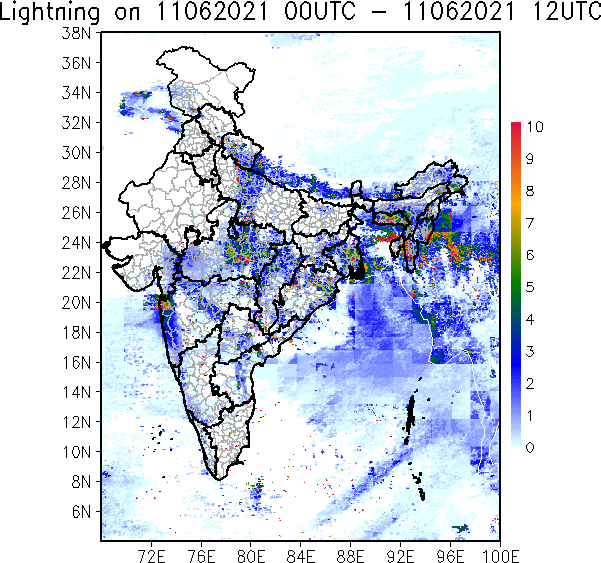 Lightning on 11062021 00UTC – 11062021 12UTC
38N
36N
34N
32N
30N
28N
26N
24N
22N
20N
18N
16N
14N
12N
10N
8N
6N
72E 76E 80E 84E 88E 92E 96E 100E
10
9
8
7
6
5
4
3
2
1
0